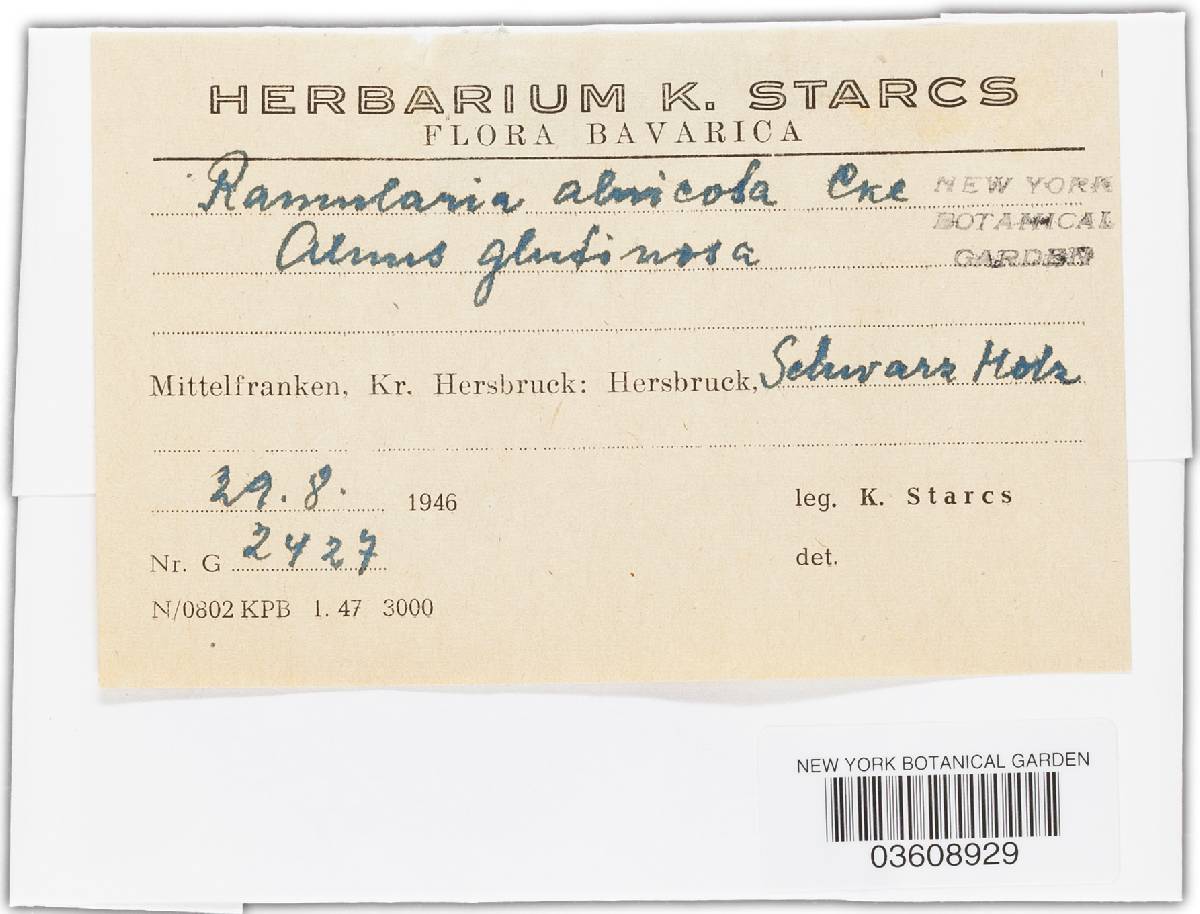 HERBARIUM K. STARCS
FLORA BAVARICA
Ramularia alnicola Cke
NEW YORK
BOTANICAL
GARDEN
Alnus glutinosa
Mittelfranken, Kr. Hersbruck: Hersbruck, Schwarz Holz
29. 8. 1946
leg. K. Starcs
Nr. G 2427
det.
N/0802 KPB 1. 47 3000
NEW YORK BOTANICAL GARDEN
03608929